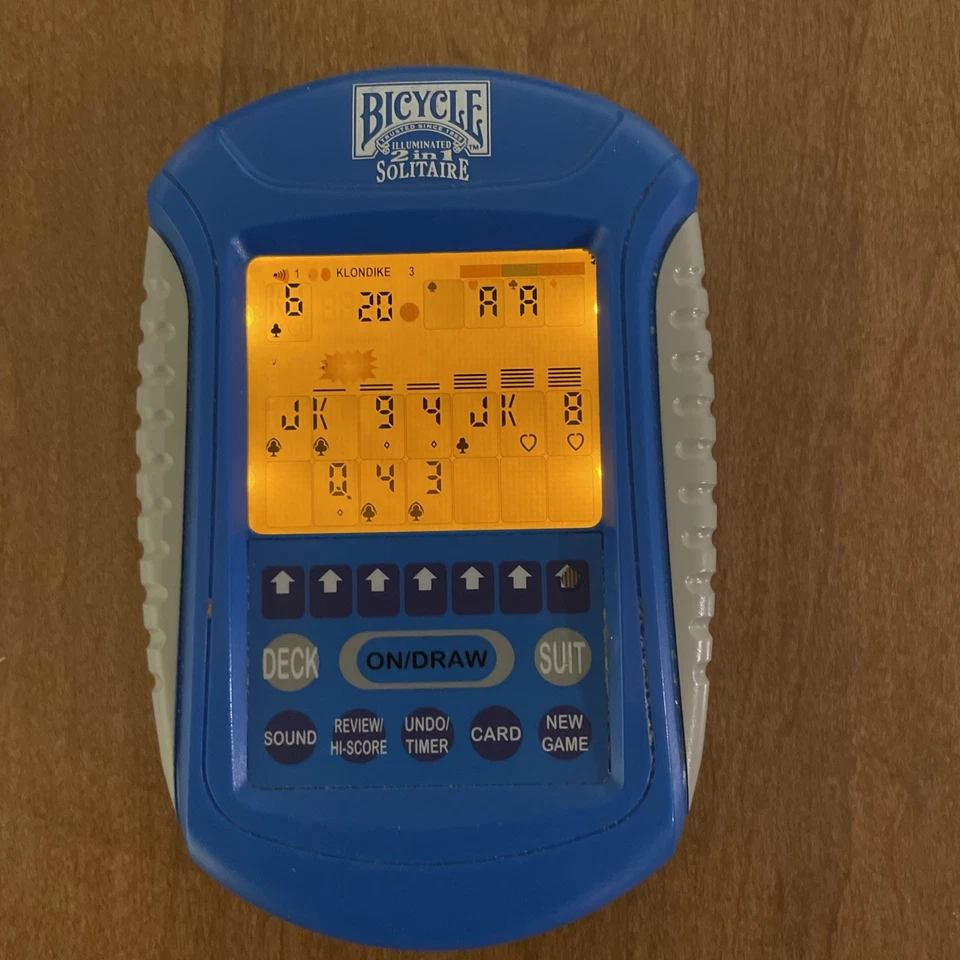 BICYCLE
TRUSTED SINCE 1885
TM
ILLUMINATED
2 in 1
SOLITAIRE
1 KLONDIKE 3
6 20 A A
J K 9 4 J K 8
Q 4 3
DECK ON/DRAW SUIT
SOUND REVIEW/ HI-SCORE UNDO/ TIMER CARD NEW GAME